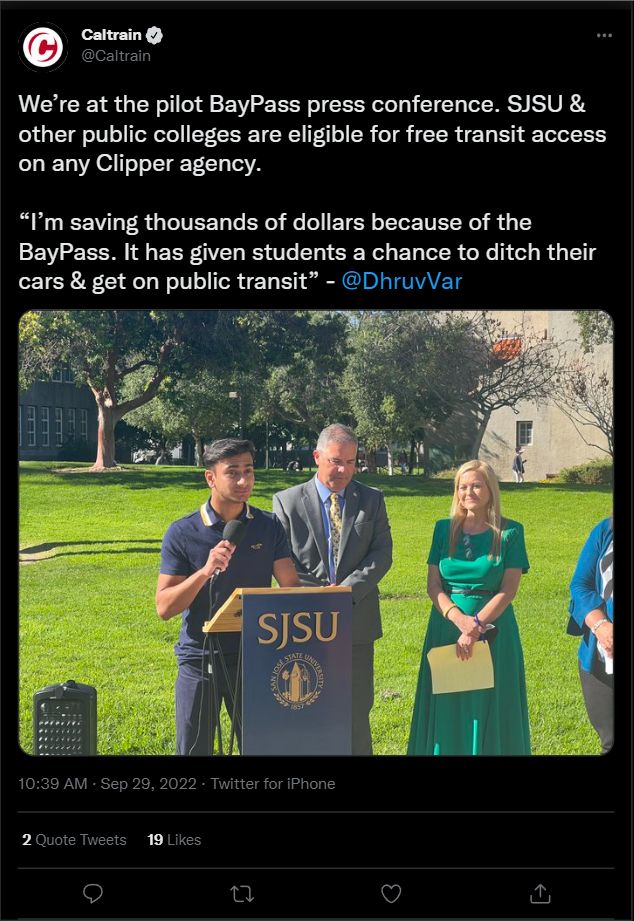 Caltrain
@Caltrain
We’re at the pilot BayPass press conference. SJSU &
other public colleges are eligible for free transit access
on any Clipper agency.
“I’m saving thousands of dollars because of the
BayPass. It has given students a chance to ditch their
cars & get on public transit” - @DhruvVar
SJSU
SAN JOSÉ STATE UNIVERSITY
1857
10:39 AM · Sep 29, 2022 · Twitter for iPhone
2 Quote Tweets 19 Likes